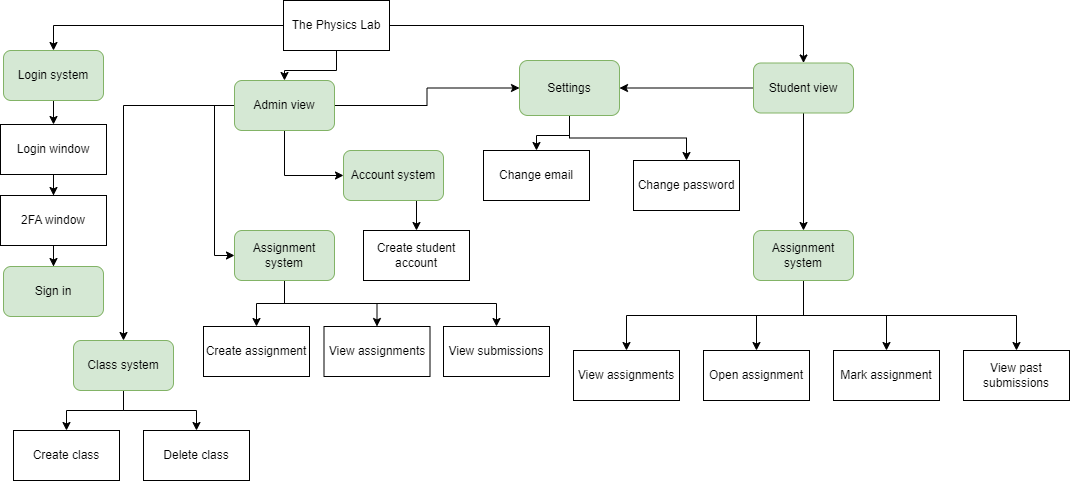 The Physics Lab
Login system
Admin view
Settings
Student view
Login window
Account system
Change email
Change password
2FA window
Assignment
system
Create student
account
Assignment
system
Sign in
Create assignment
View assignments
View submissions
Class system
View assignments
Open assignment
Mark assignment
View past
submissions
Create class
Delete class